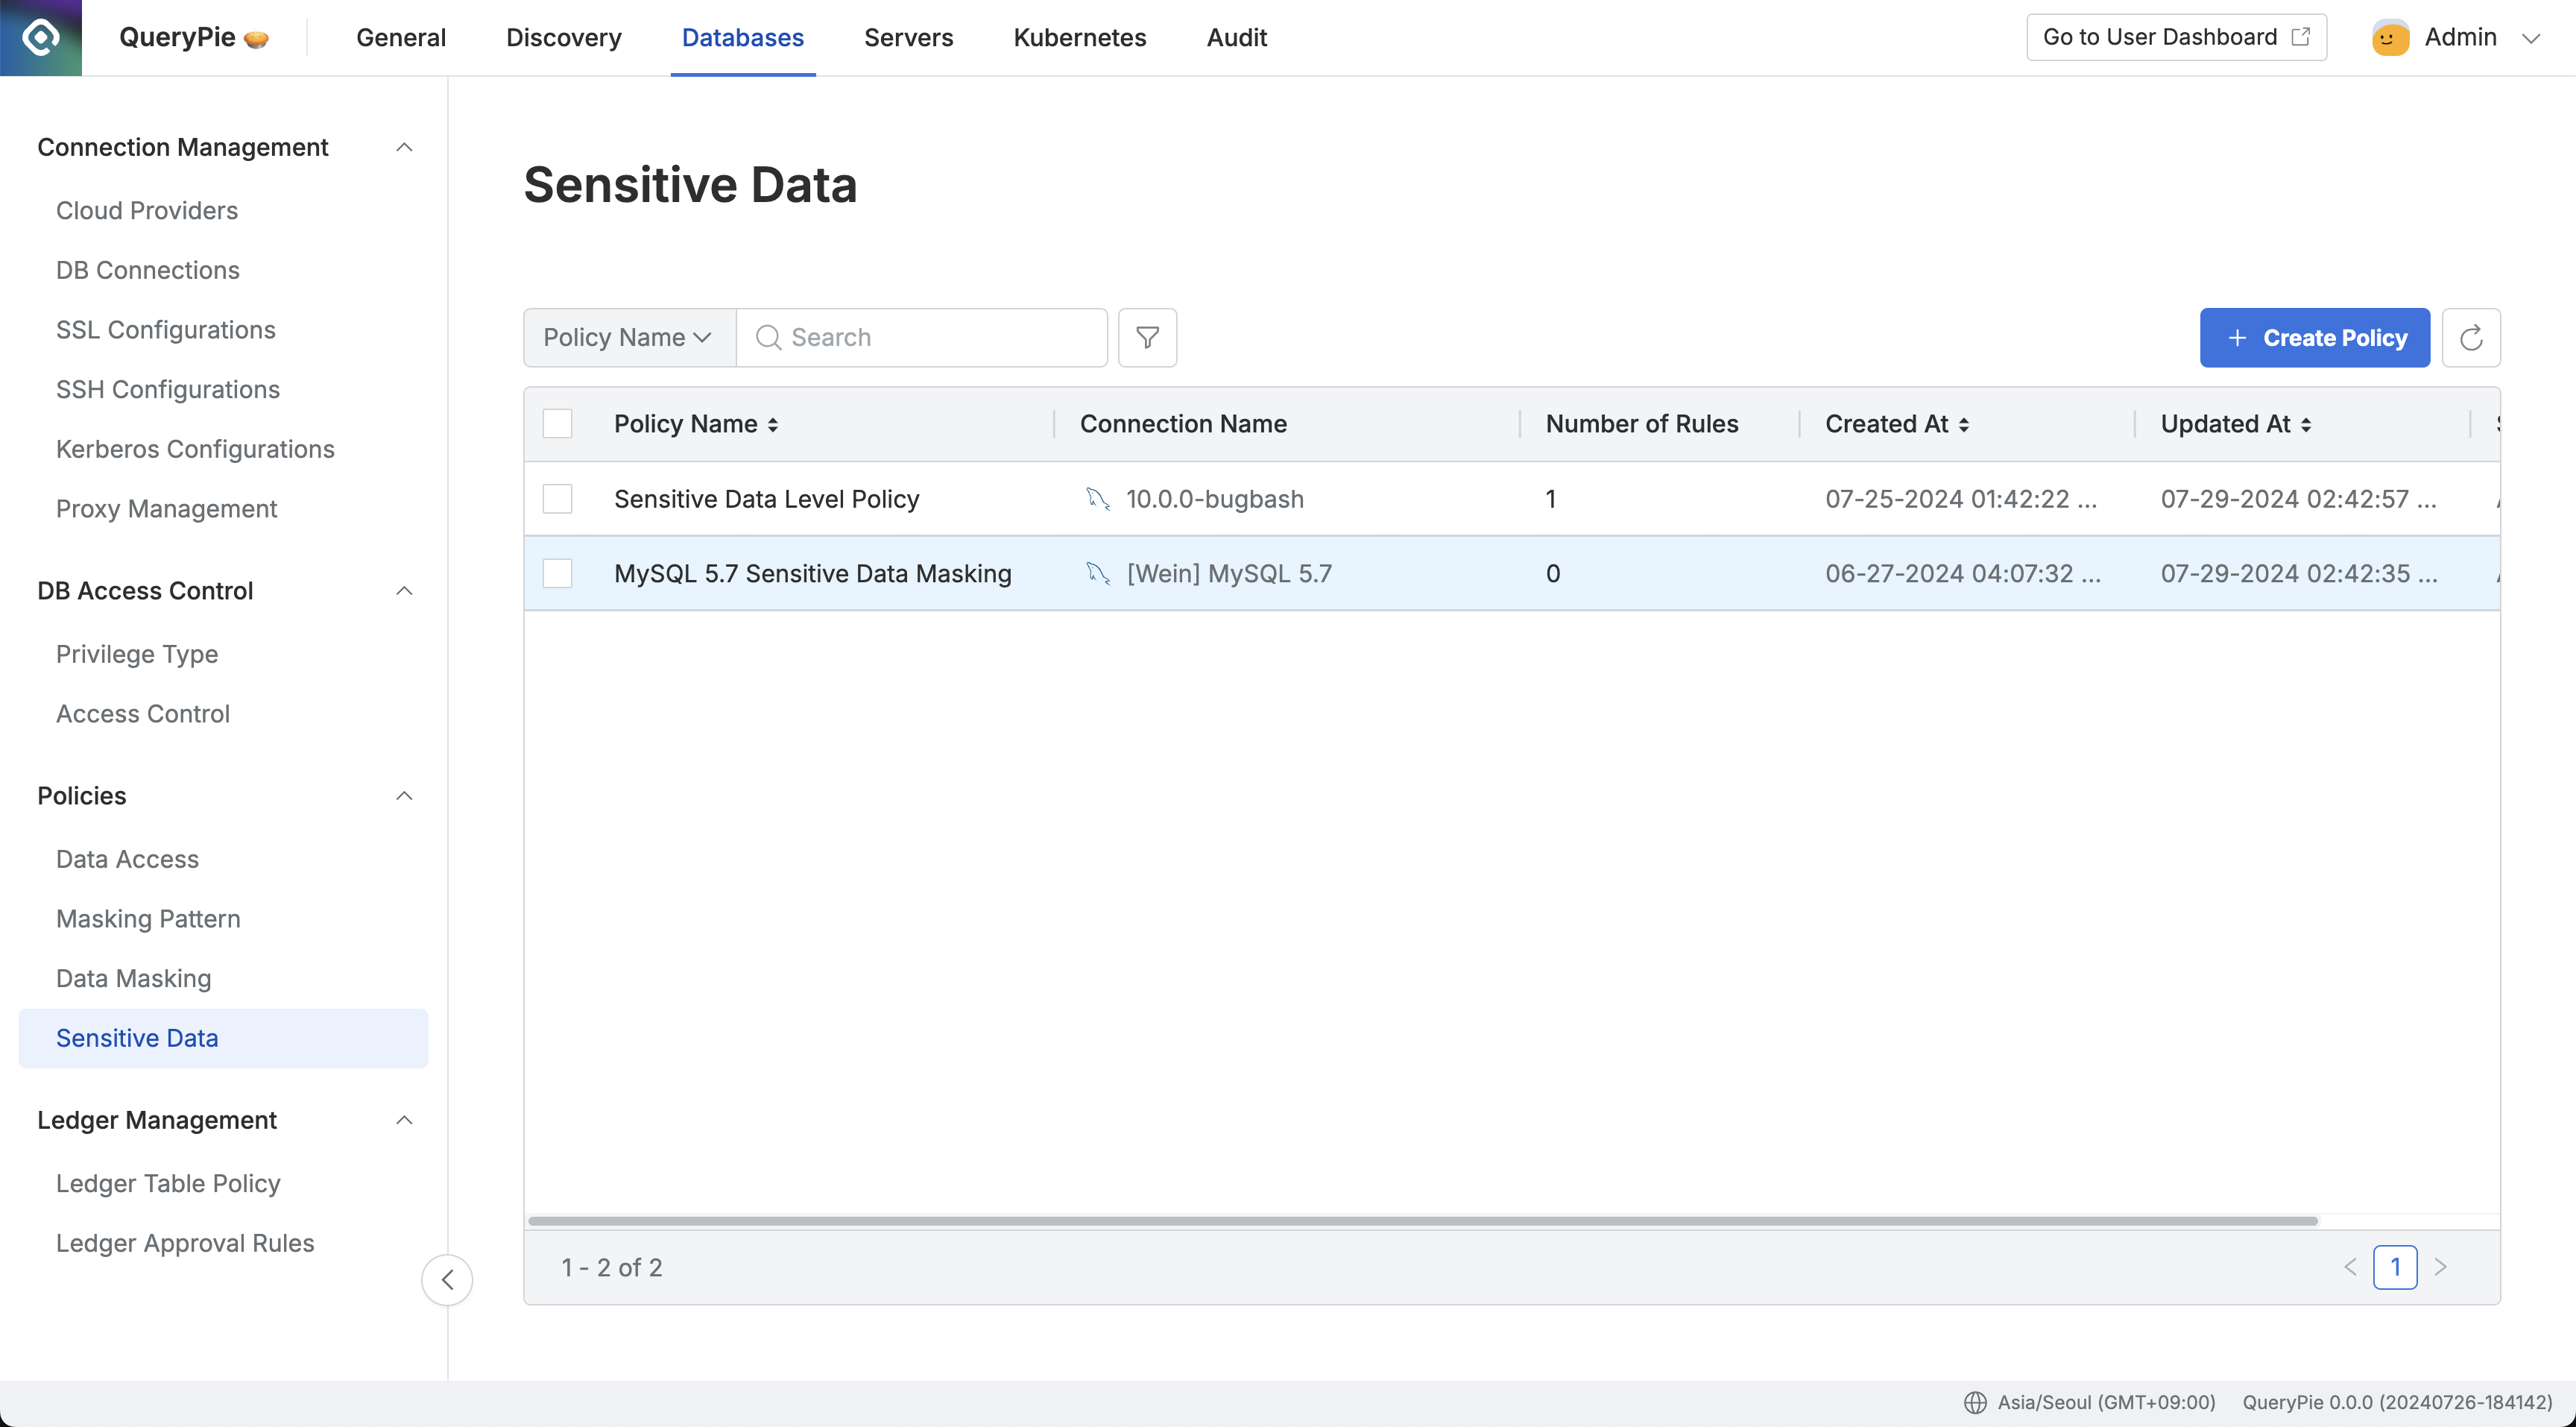 QueryPie
General Discovery Databases Servers Kubernetes Audit
Go to User Dashboard
Admin
Connection Management
Cloud Providers
DB Connections
SSL Configurations
SSH Configurations
Kerberos Configurations
Proxy Management
DB Access Control
Privilege Type
Access Control
Policies
Data Access
Masking Pattern
Data Masking
Sensitive Data
Ledger Management
Ledger Table Policy
Ledger Approval Rules
Sensitive Data
Policy Name Search
+ Create Policy
Policy Name Connection Name Number of Rules Created At Updated At
Sensitive Data Level Policy 10.0.0-bugbash 1 07-25-2024 01:42:22 ... 07-29-2024 02:42:57 ...
MySQL 5.7 Sensitive Data Masking [Wein] MySQL 5.7 0 06-27-2024 04:07:32 ... 07-29-2024 02:42:35 ...
1 - 2 of 2
1
Asia/Seoul (GMT+09:00) QueryPie 0.0.0 (20240726-184142)